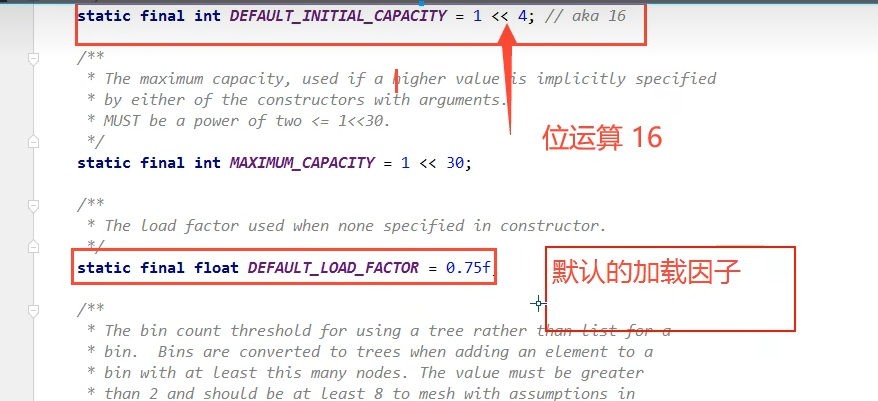 static final int DEFAULT_INITIAL_CAPACITY = 1 << 4; // aka 16
/**
* The maximum capacity, used if a higher value is implicitly specified
* by either of the constructors with arguments.
* MUST be a power of two <= 1<<30.
*/
位运算 16
static final int MAXIMUM_CAPACITY = 1 << 30;
/**
* The load factor used when none specified in constructor.
*/
static final float DEFAULT_LOAD_FACTOR = 0.75f;
默认的加载因子
/**
* The bin count threshold for using a tree rather than list for a
* bin. Bins are converted to trees when adding an element to a
* bin with at least this many nodes. The value must be greater
* than 2 and should be at least 8 to mesh with assumptions in